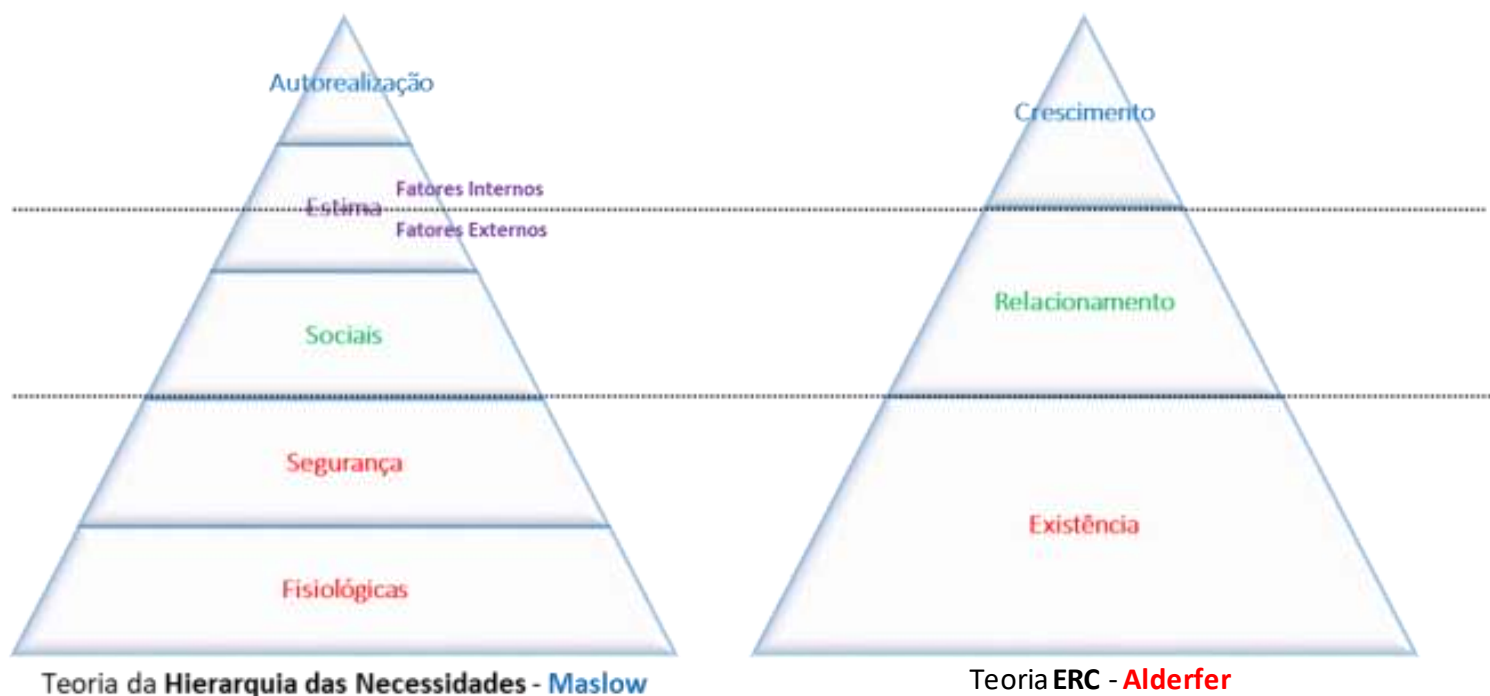 Autorealização
Fatores Internos
Estima
Fatores Externos
Sociais
Segurança
Fisiológicas
Teoria da Hierarquia das Necessidades - Maslow
Crescimento
Relacionamento
Existência
Teoria ERC - Alderfer